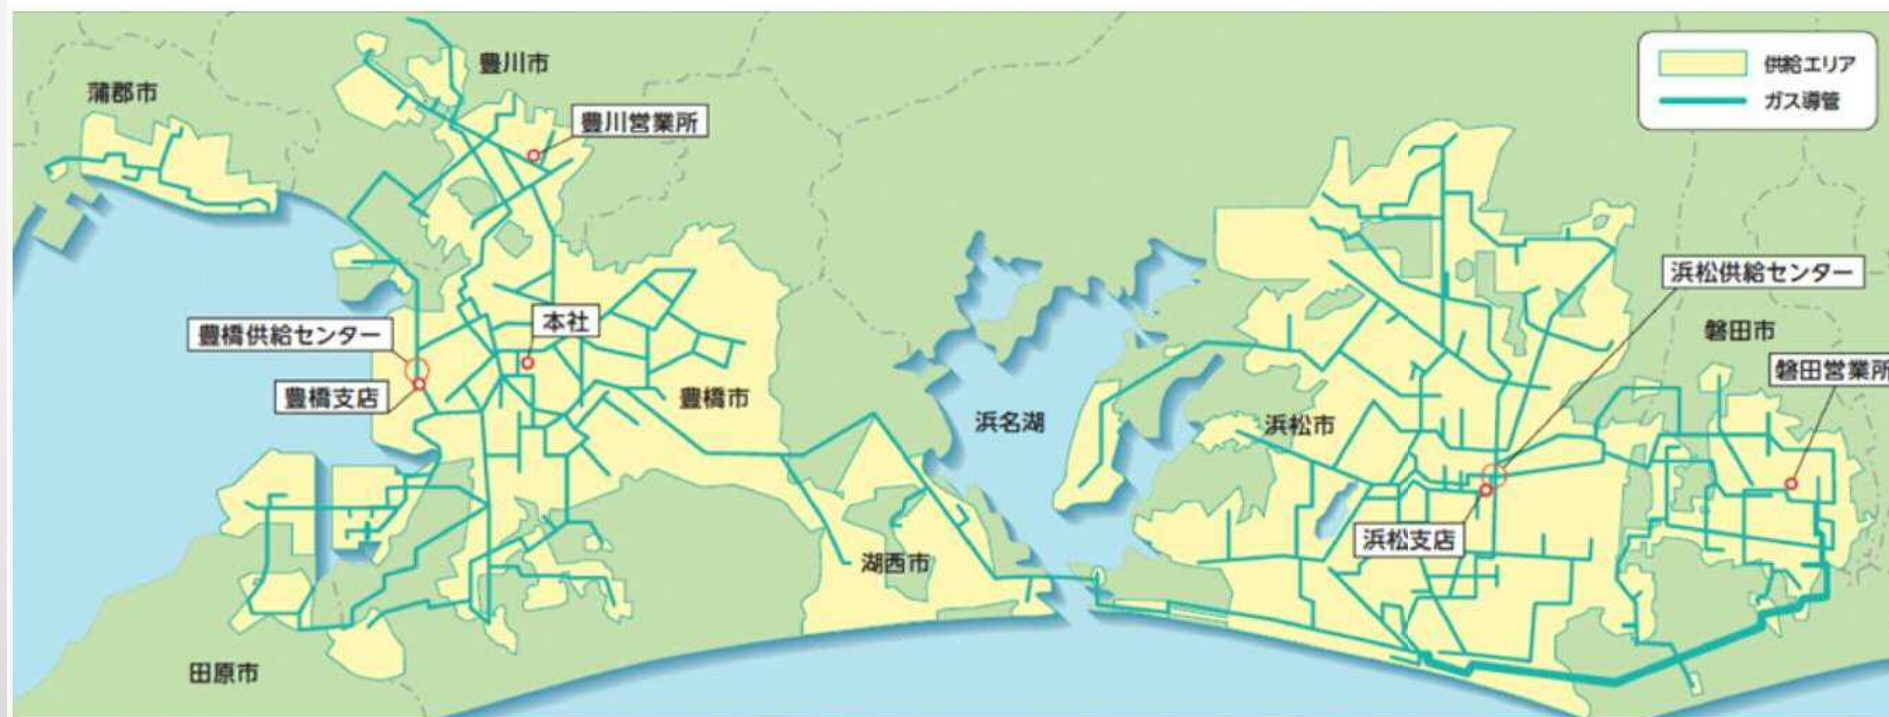 蒲郡市
豊川市
豊川営業所
供給エリア
ガス導管
豊橋供給センター
本社
豊橋支店
豊橋市
浜名湖
浜松市
浜松供給センター
磐田市
磐田営業所
浜松支店
湖西市
田原市